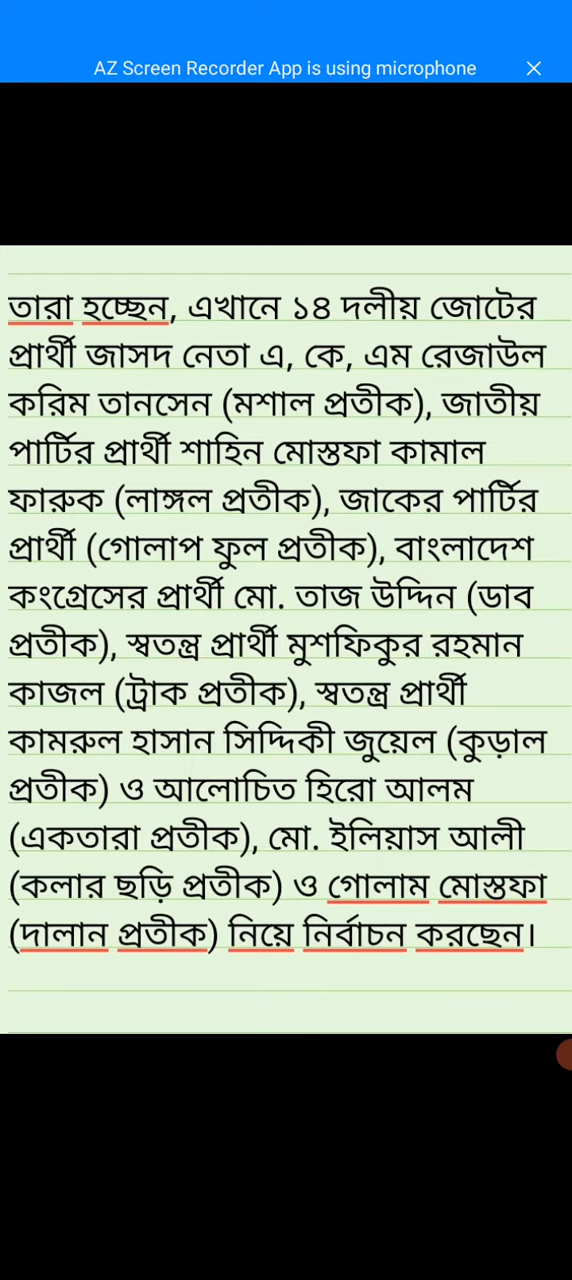 AZ Screen Recorder App is using microphone
তারা হচ্ছেন, এখানে ১৪ দলীয় জোটের
প্রার্থী জাসদ নেতা এ, কে, এম রেজাউল
করিম তানসেন (মশাল প্রতীক), জাতীয়
পার্টির প্রার্থী শাহিন মোস্তফা কামাল
ফারুক (লাঙ্গল প্রতীক), জাকের পার্টির
প্রার্থী (গোলাপ ফুল প্রতীক), বাংলাদেশ
কংগ্রেসের প্রার্থী মো. তাজ উদ্দিন (ডাব
প্রতীক), স্বতন্ত্র প্রার্থী মুশফিকুর রহমান
কাজল (ট্রাক প্রতীক), স্বতন্ত্র প্রার্থী
কামরুল হাসান সিদ্দিকী জুয়েল (কুড়াল
প্রতীক) ও আলোচিত হিরো আলম
(একতারা প্রতীক), মো. ইলিয়াস আলী
(কলার ছড়ি প্রতীক) ও গোলাম মোস্তফা
(দালান প্রতীক) নিয়ে নির্বাচন করছেন।